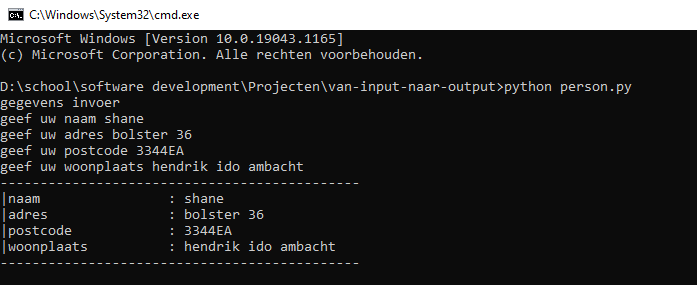 C:\Windows\System32\cmd.exe
Microsoft Windows [Version 10.0.19043.1165]
(c) Microsoft Corporation. Alle rechten voorbehouden.
D:\school\software development\Projecten\van-input-naar-output>python person.py
gegevens invoer
geef uw naam shane
geef uw adres bolster 36
geef uw postcode 3344EA
geef uw woonplaats hendrik ido ambacht
---------------------------------------------
|naam                : shane
|adres               : bolster 36
|postcode            : 3344EA
|woonplaats          : hendrik ido ambacht
---------------------------------------------